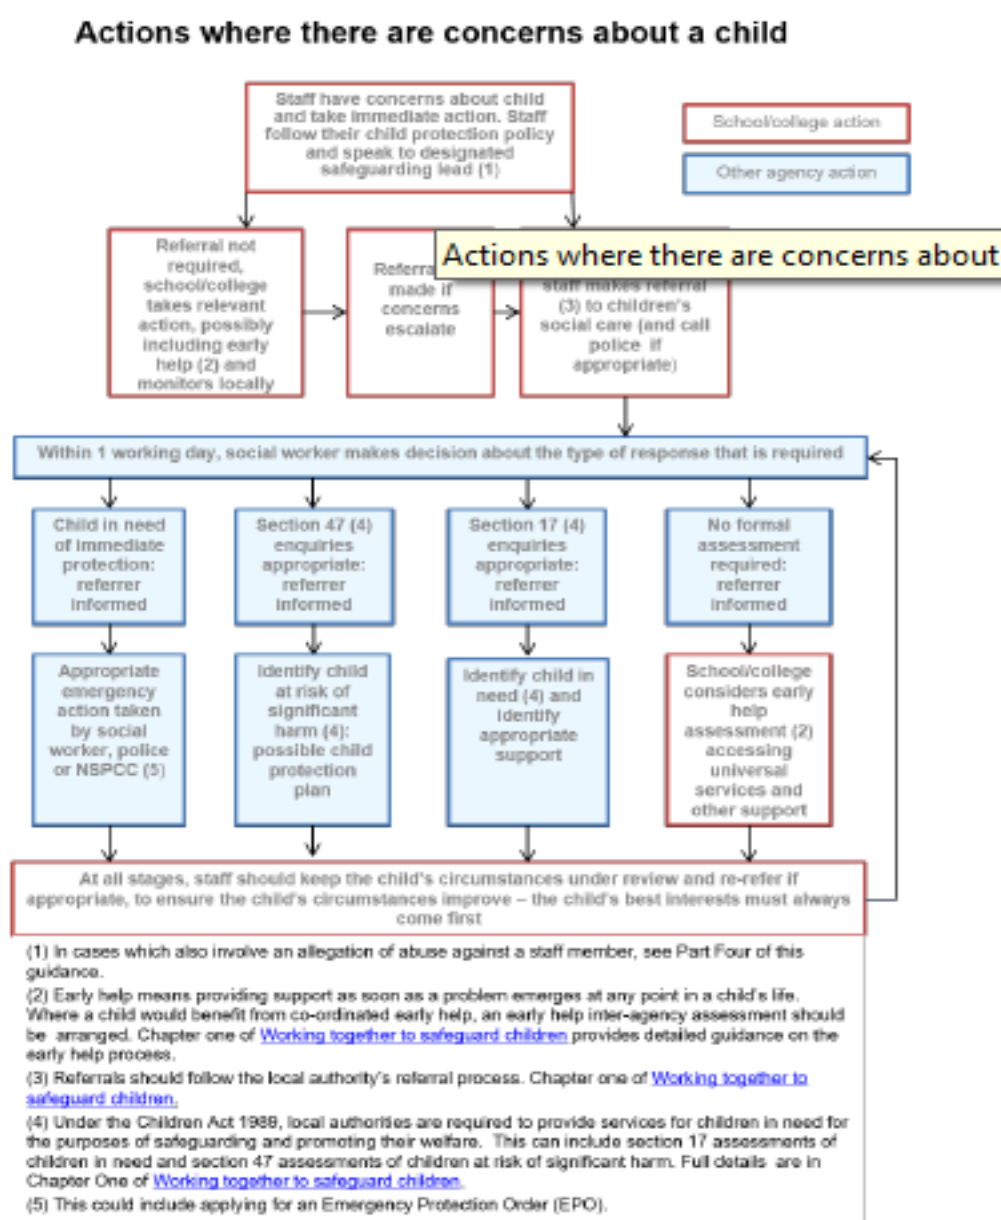 Actions where there are concerns about a child
Staff have concerns about child
and take immediate action. Staff
follow their child protection policy
and speak to designated
safeguarding lead (1)
School/college action
Other agency action
Referral not
required,
school/college
takes relevant
action, possibly
including early
help (2) and
monitors locally
made if
concerns
escalate
Actions where there are concerns about
staff makes referral
(3) to children's
social care (and call
police if
appropriate)
Within 1 working day, social worker makes decision about the type of response that is required
Child in need
of immediate
protection:
referrer
informed
Section 47 (4)
enquiries
appropriate:
referrer
informed
Section 17 (4)
enquiries
appropriate:
referrer
informed
No formal
assessment
required:
referrer
informed
Appropriate
emergency
action taken
by social
worker, police
or NSPCC (5)
Identify child
at risk of
significant
harm (4):
possible child
protection
plan
Identify child in
need (4) and
identify
appropriate
support
School/college
considers early
help
assessment (2)
accessing
universal
services and
other support
At all stages, staff should keep the child's circumstances under review and re-refer if
appropriate, to ensure the child's circumstances improve – the child's best interests must always
come first
(1) In cases which also involve an allegation of abuse against a staff member, see Part Four of this
guidance.
(2) Early help means providing support as soon as a problem emerges at any point in a child's life.
Where a child would benefit from co-ordinated early help, an early help inter-agency assessment should
be arranged. Chapter one of Working together to safeguard children provides detailed guidance on the
early help process.
(3) Referrals should follow the local authority's referral process. Chapter one of Working together to
safeguard children.
(4) Under the Children Act 1989, local authorities are required to provide services for children in need for
the purposes of safeguarding and promoting their welfare. This can include section 17 assessments of
children in need and section 47 assessments of children at risk of significant harm. Full details are in
Chapter One of Working together to safeguard children.
(5) This could include applying for an Emergency Protection Order (EPO).